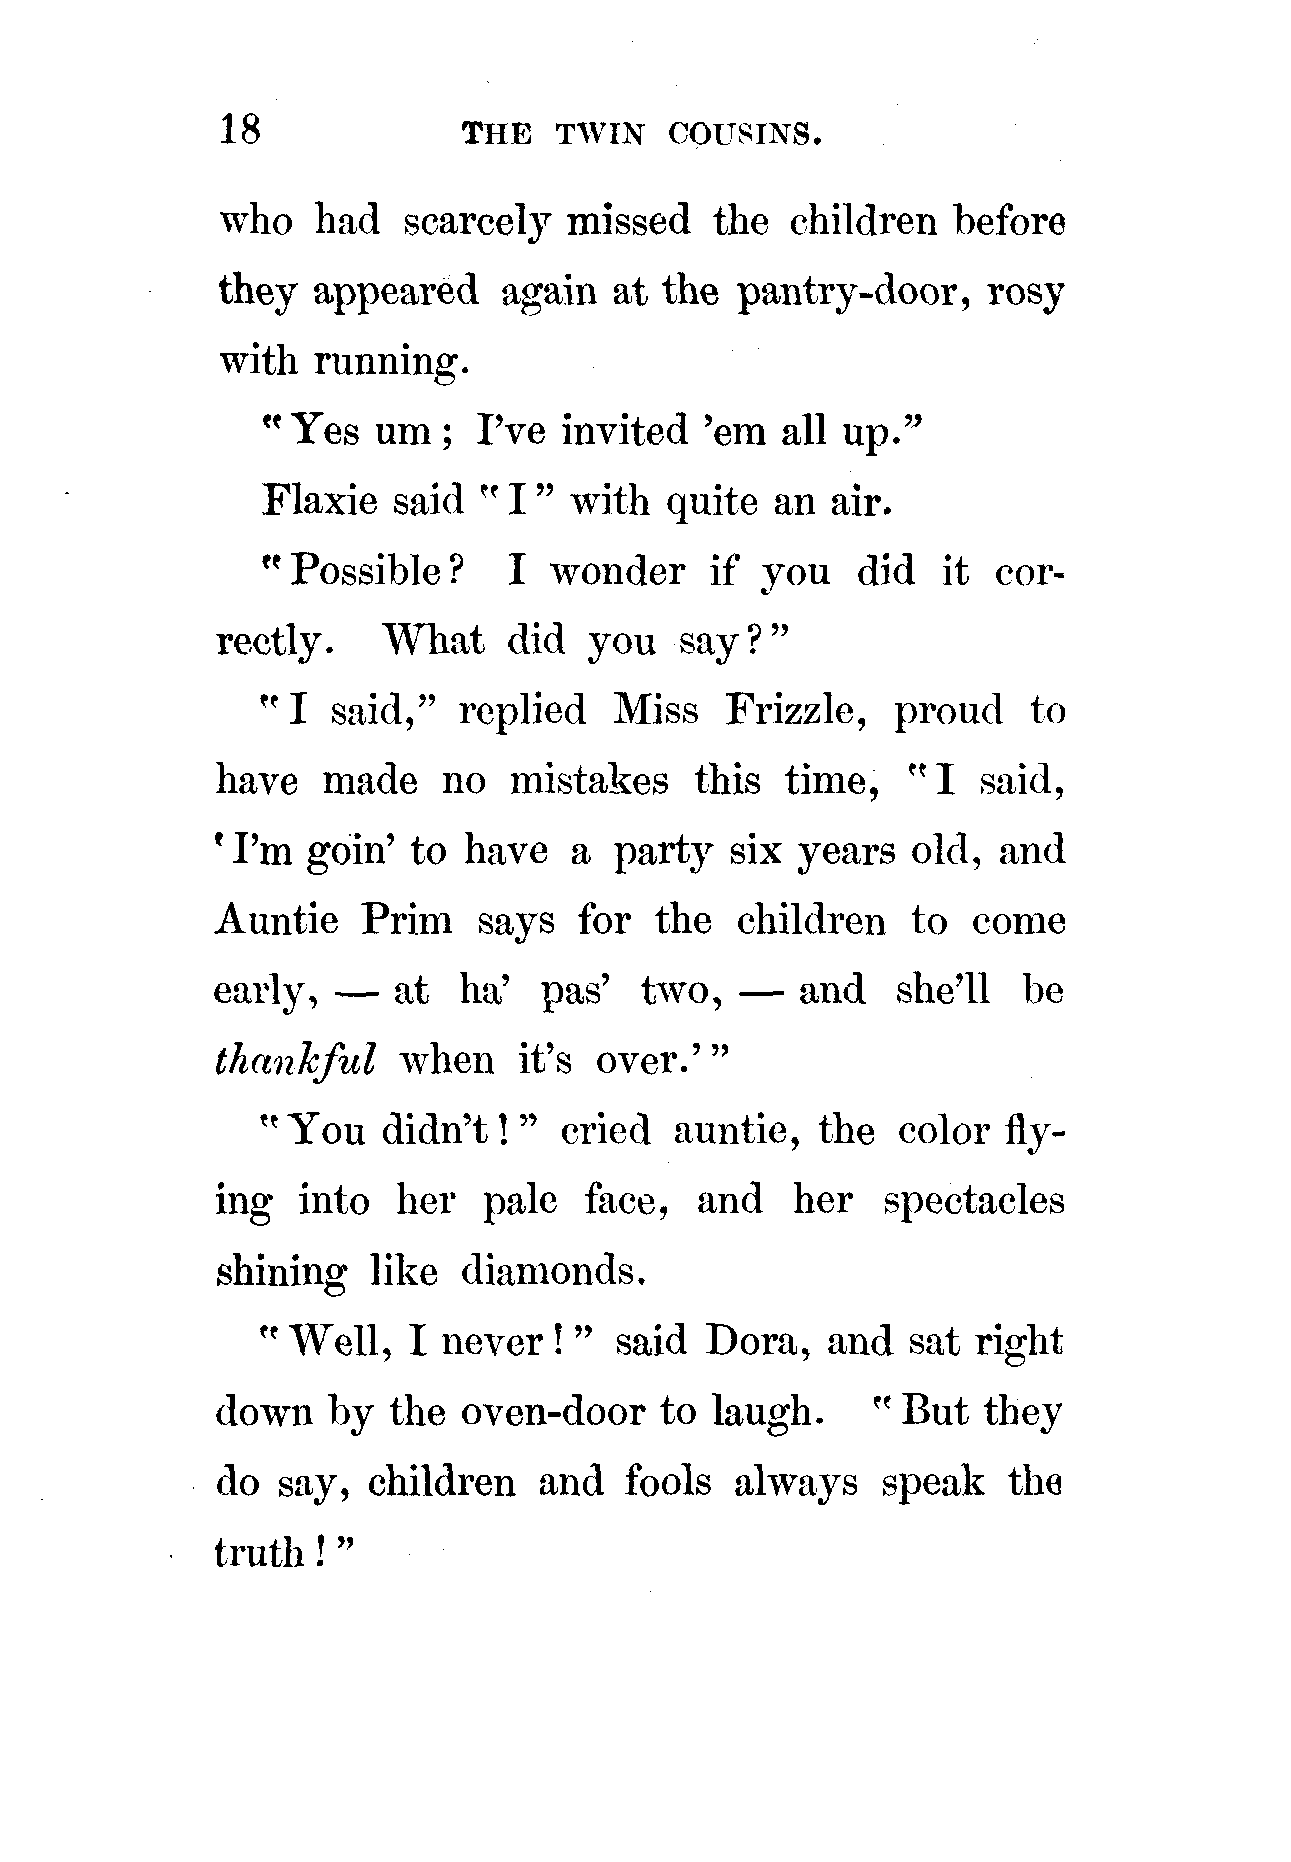 18 THE TWIN COUSINS.
who had scarcely missed the children before
they appeared again at the pantry-door, rosy
with running.
“Yes um; I’ve invited ’em all up.”
Flaxie said “I” with quite an air.
“Possible? I wonder if you did it cor-
rectly. What did you say?”
“I said,” replied Miss Frizzle, proud to
have made no mistakes this time, “I said,
‘I’m goin’ to have a party six years old, and
Auntie Prim says for the children to come
early, — at ha’ pas’ two, — and she’ll be
thankful when it’s over.’”
“You didn’t!” cried auntie, the color fly-
ing into her pale face, and her spectacles
shining like diamonds.
“Well, I never!” said Dora, and sat right
down by the oven-door to laugh. “But they
do say, children and fools always speak the
truth!”